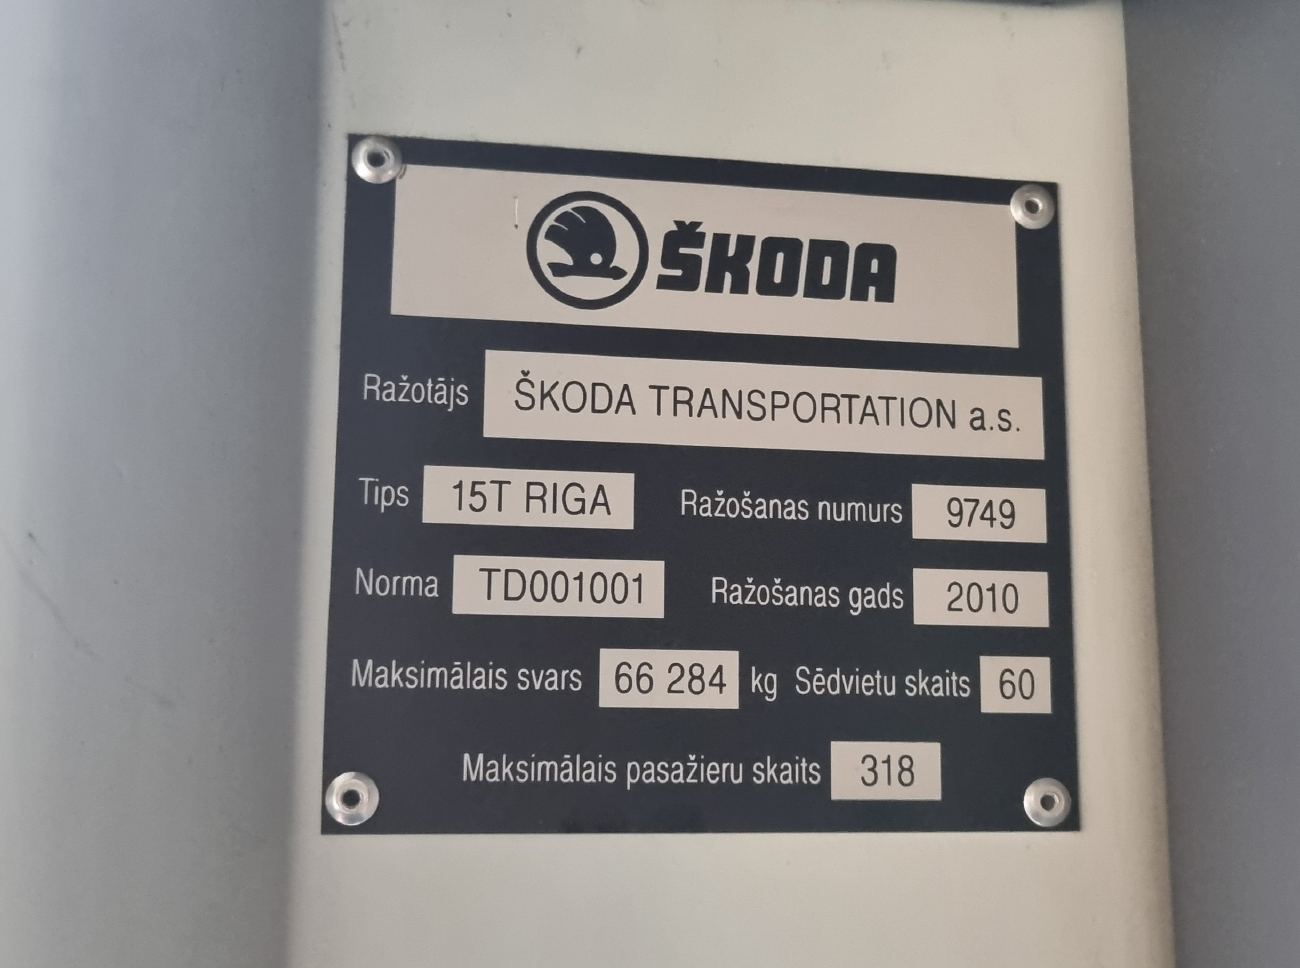 ŠKODA
Ražotājs ŠKODA TRANSPORTATION a.s.
Tips 15T RIGA Ražošanas numurs 9749
Norma TD001001 Ražošanas gads 2010
Maksimālais svars 66 284 kg Sēdvietu skaits 60
Maksimālais pasažieru skaits 318